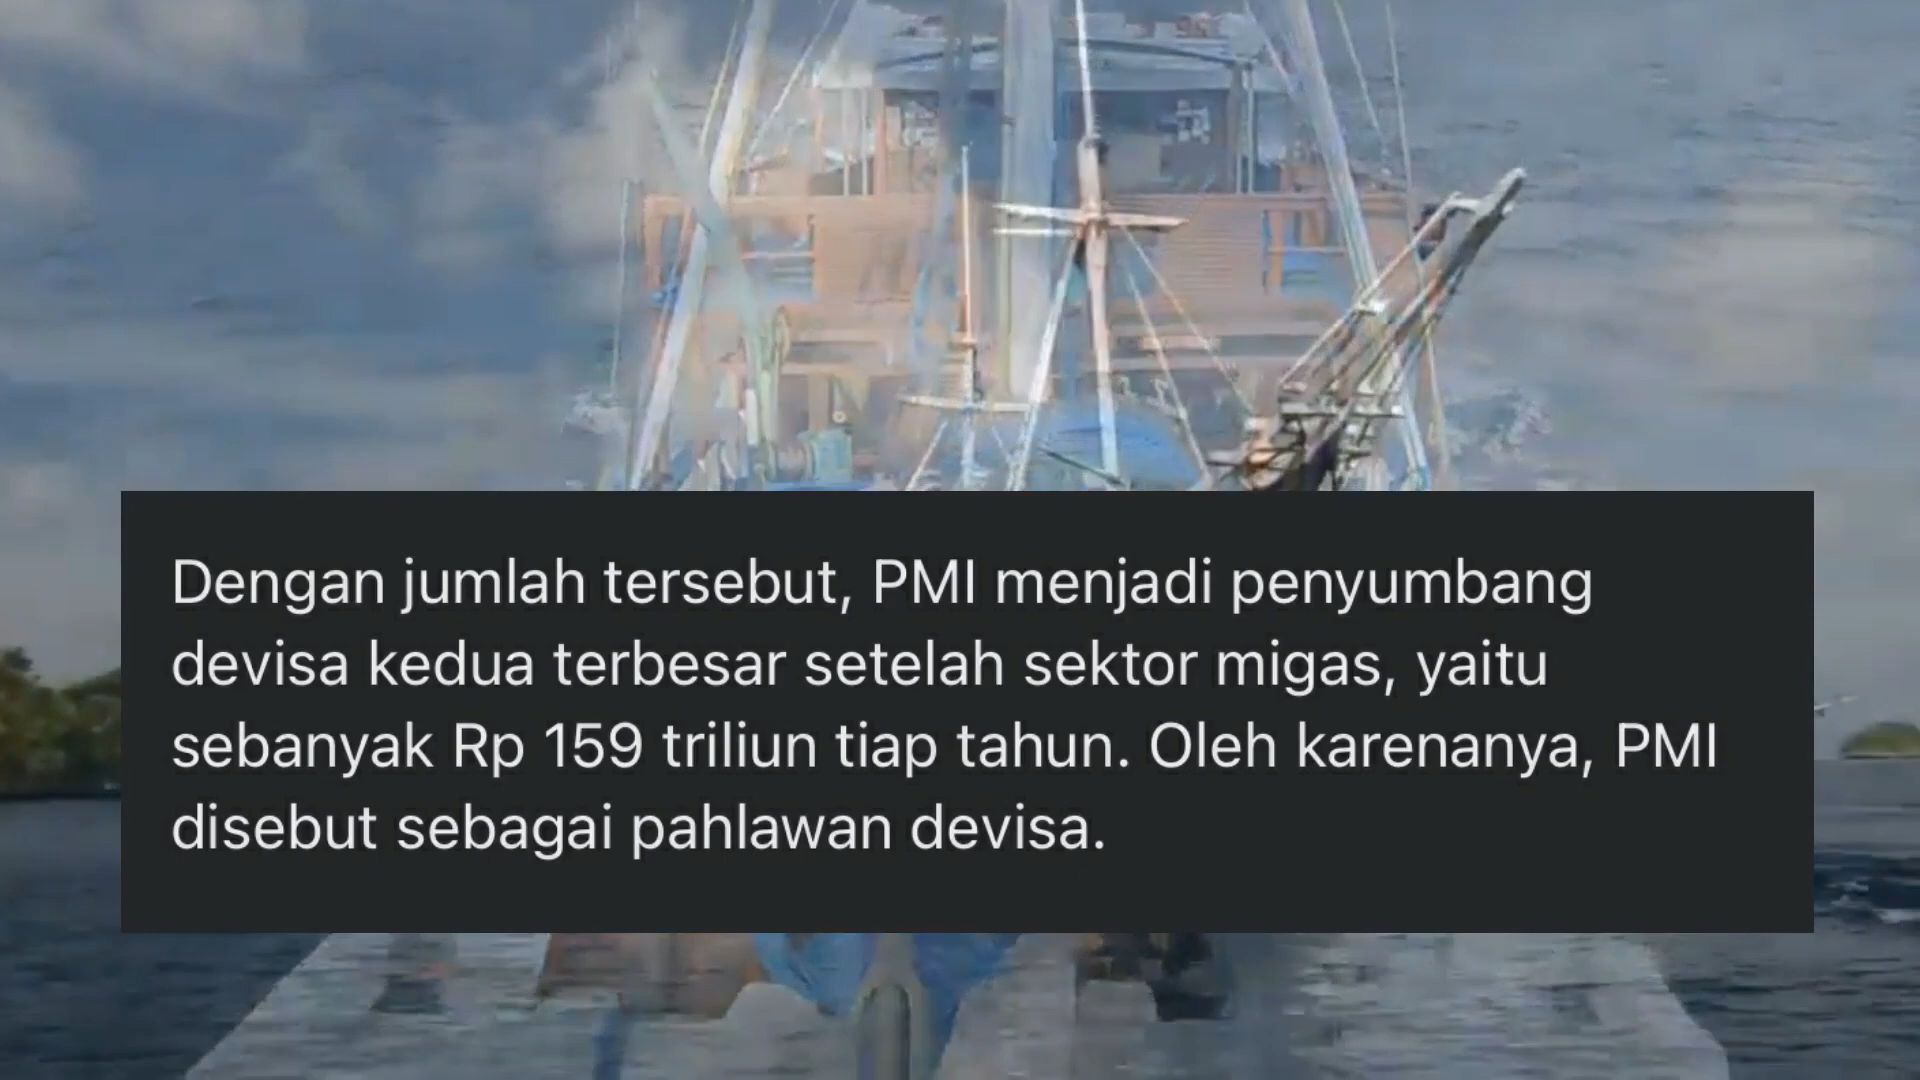 Dengan jumlah tersebut, PMI menjadi penyumbang
devisa kedua terbesar setelah sektor migas, yaitu
sebanyak Rp 159 triliun tiap tahun. Oleh karenanya, PMI
disebut sebagai pahlawan devisa.